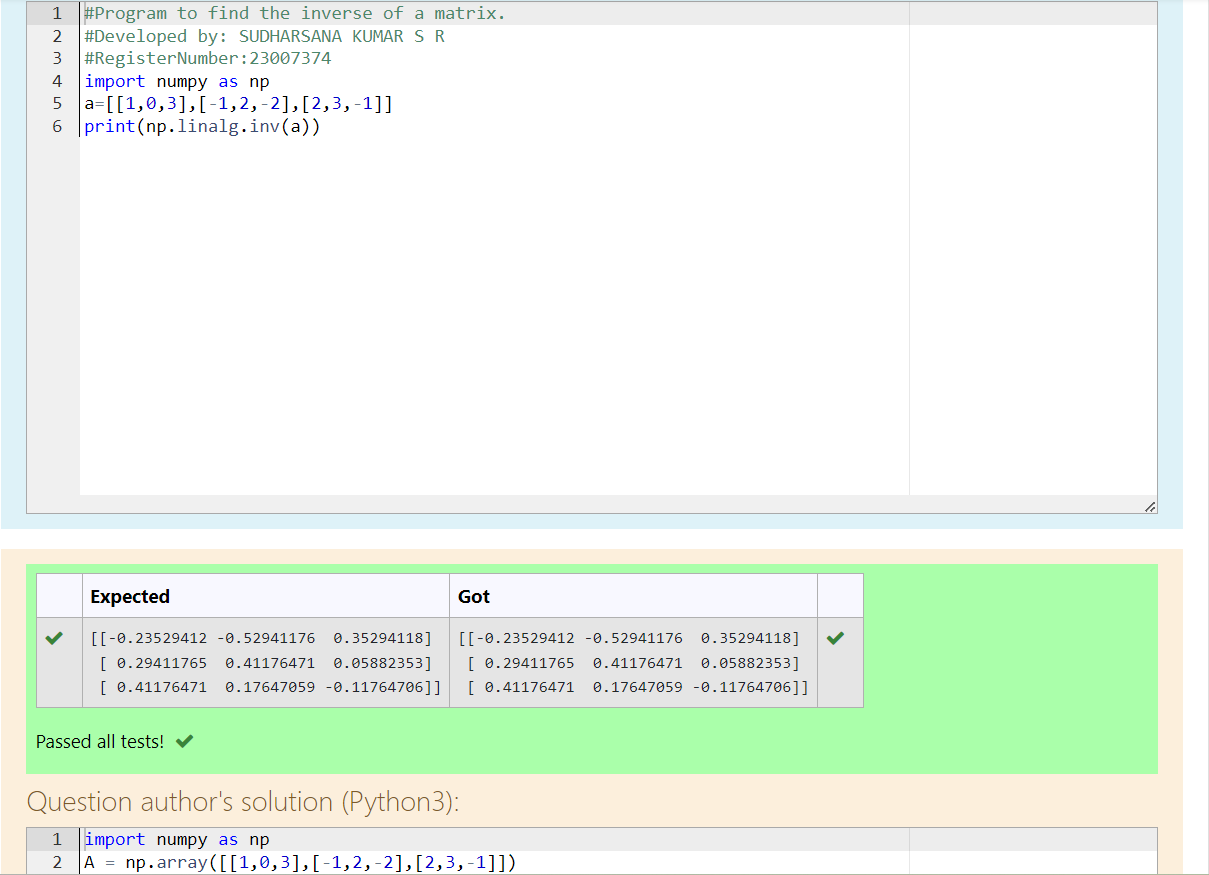 1 #Program to find the inverse of a matrix.
2 #Developed by: SUDHARSANA KUMAR S R
3 #RegisterNumber:23007374
4 import numpy as np
5 a=[[1,0,3],[-1,2,-2],[2,3,-1]]
6 print(np.linalg.inv(a))
Expected Got
[[-0.23529412 -0.52941176  0.35294118] [[-0.23529412 -0.52941176  0.35294118]
[ 0.29411765  0.41176471  0.05882353] [ 0.29411765  0.41176471  0.05882353]
[ 0.41176471  0.17647059 -0.11764706]] [ 0.41176471  0.17647059 -0.11764706]]
Passed all tests!
Question author's solution (Python3):
1 import numpy as np
2 A = np.array([[1,0,3],[-1,2,-2],[2,3,-1]])